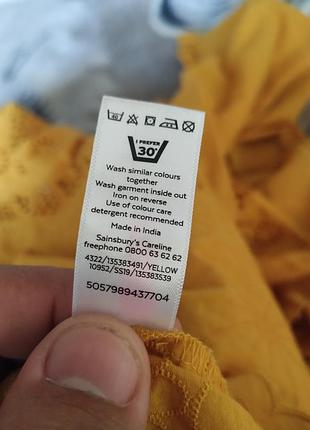 40
I PREFER
30°
Wash similar colours
together
Wash garment inside out
Iron on reverse
Use of colour care
detergent recommended
Made in India
Sainsbury's Careline
freephone 0800 63 62 62
4322/135383491/YELLOW
10952/SS19/135383539
5057989437704